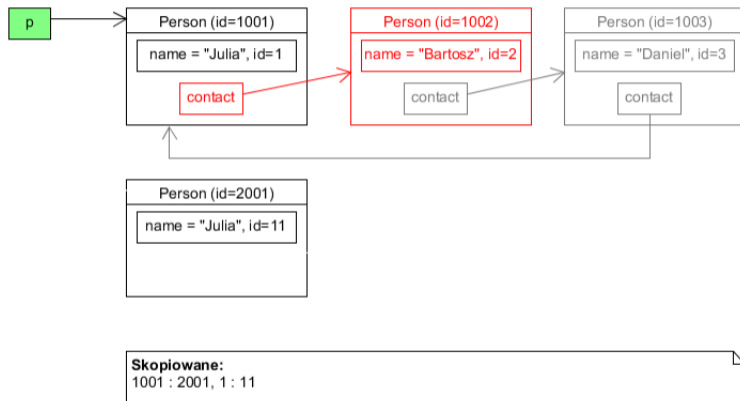 p
Person (id=1001)
name = "Julia", id=1
contact
Person (id=1002)
name = "Bartosz", id=2
contact
Person (id=1003)
name = "Daniel", id=3
contact
Person (id=2001)
name = "Julia", id=11
Skopiowane:
1001 : 2001, 1 : 11